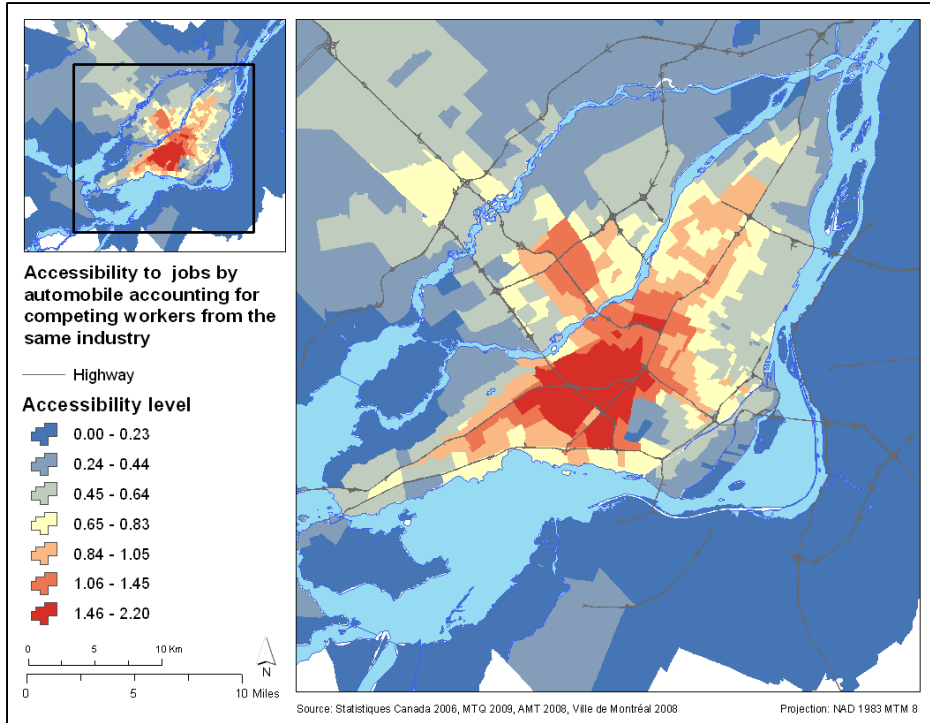 Accessibility to jobs by
automobile accounting for
competing workers from the
same industry
Highway
Accessibility level
0.00 - 0.23
0.24 - 0.44
0.45 - 0.64
0.65 - 0.83
0.84 - 1.05
1.06 - 1.45
1.46 - 2.20
0 5 10 Km
N
0 5 10 Miles
Source: Statistiques Canada 2006, MTQ 2009, AMT 2008, Ville de Montréal 2008
Projection: NAD 1983 MTM 8